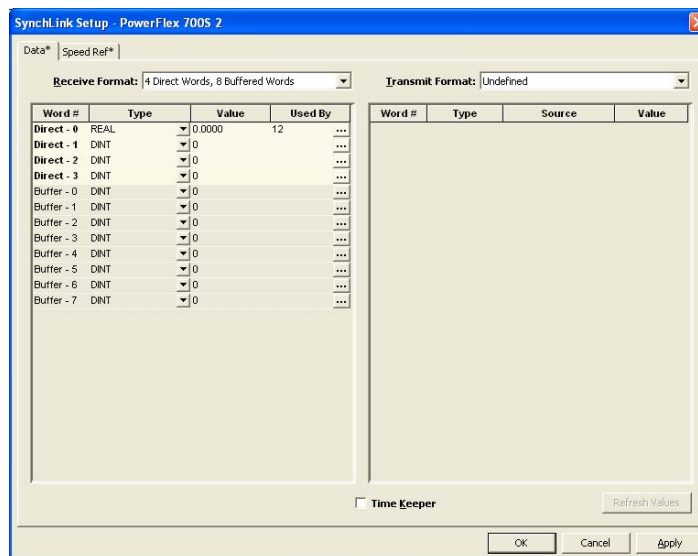 SynchLink Setup - PowerFlex 700S 2
Data* Speed Ref*
Receive Format: 4 Direct Words, 8 Buffered Words Transmit Format: Undefined
Word # Type Value Used By Word # Type Source Value
Direct - 0 REAL 0.0000 12 ...
Direct - 1 DINT 0 ...
Direct - 2 DINT 0 ...
Direct - 3 DINT 0 ...
Buffer - 0 DINT 0 ...
Buffer - 1 DINT 0 ...
Buffer - 2 DINT 0 ...
Buffer - 3 DINT 0 ...
Buffer - 4 DINT 0 ...
Buffer - 5 DINT 0 ...
Buffer - 6 DINT 0 ...
Buffer - 7 DINT 0 ...
Time Keeper Refresh Values
OK Cancel Apply